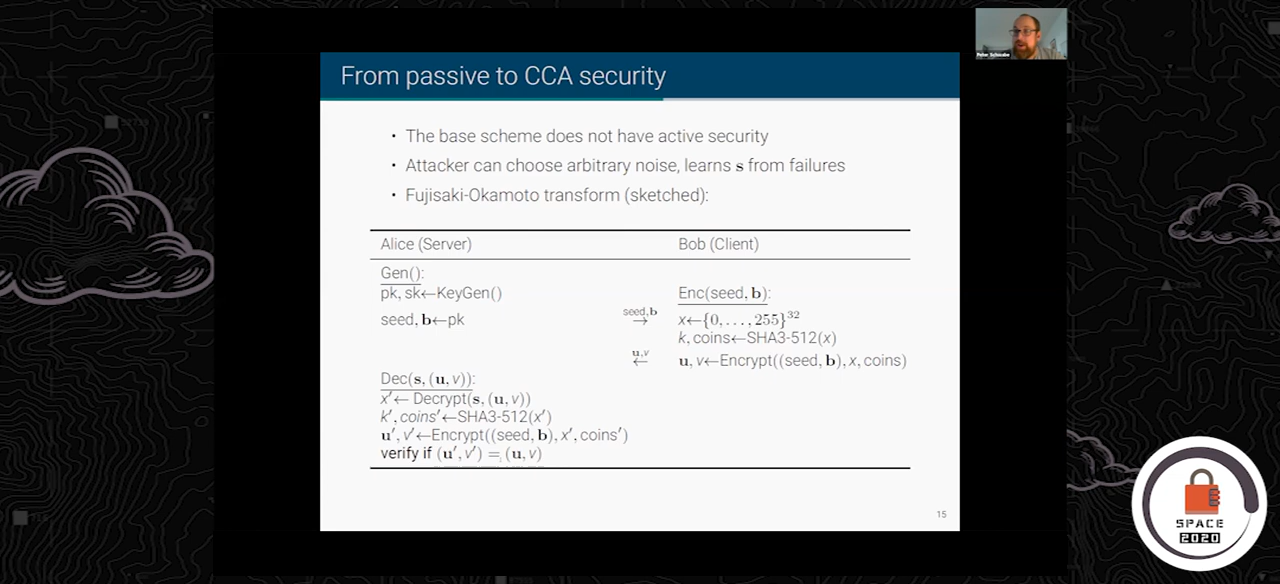 Peter Schwabe
From passive to CCA security
• The base scheme does not have active security
• Attacker can choose arbitrary noise, learns s from failures
• Fujisaki-Okamoto transform (sketched):
Alice (Server) Bob (Client)
Gen():
pk, sk←KeyGen() Enc(seed, b):
seed, b←pk seed,b → x←{0, . . . , 255}³²
k, coins←SHA3-512(x)
u,v ← u, v←Encrypt((seed, b), x, coins)
Dec(s, (u, v)):
x′← Decrypt(s, (u, v))
k′, coins′←SHA3-512(x′)
u′, v′←Encrypt((seed, b), x′, coins′)
verify if (u′, v′) = (u, v)
15
SPACE
2020